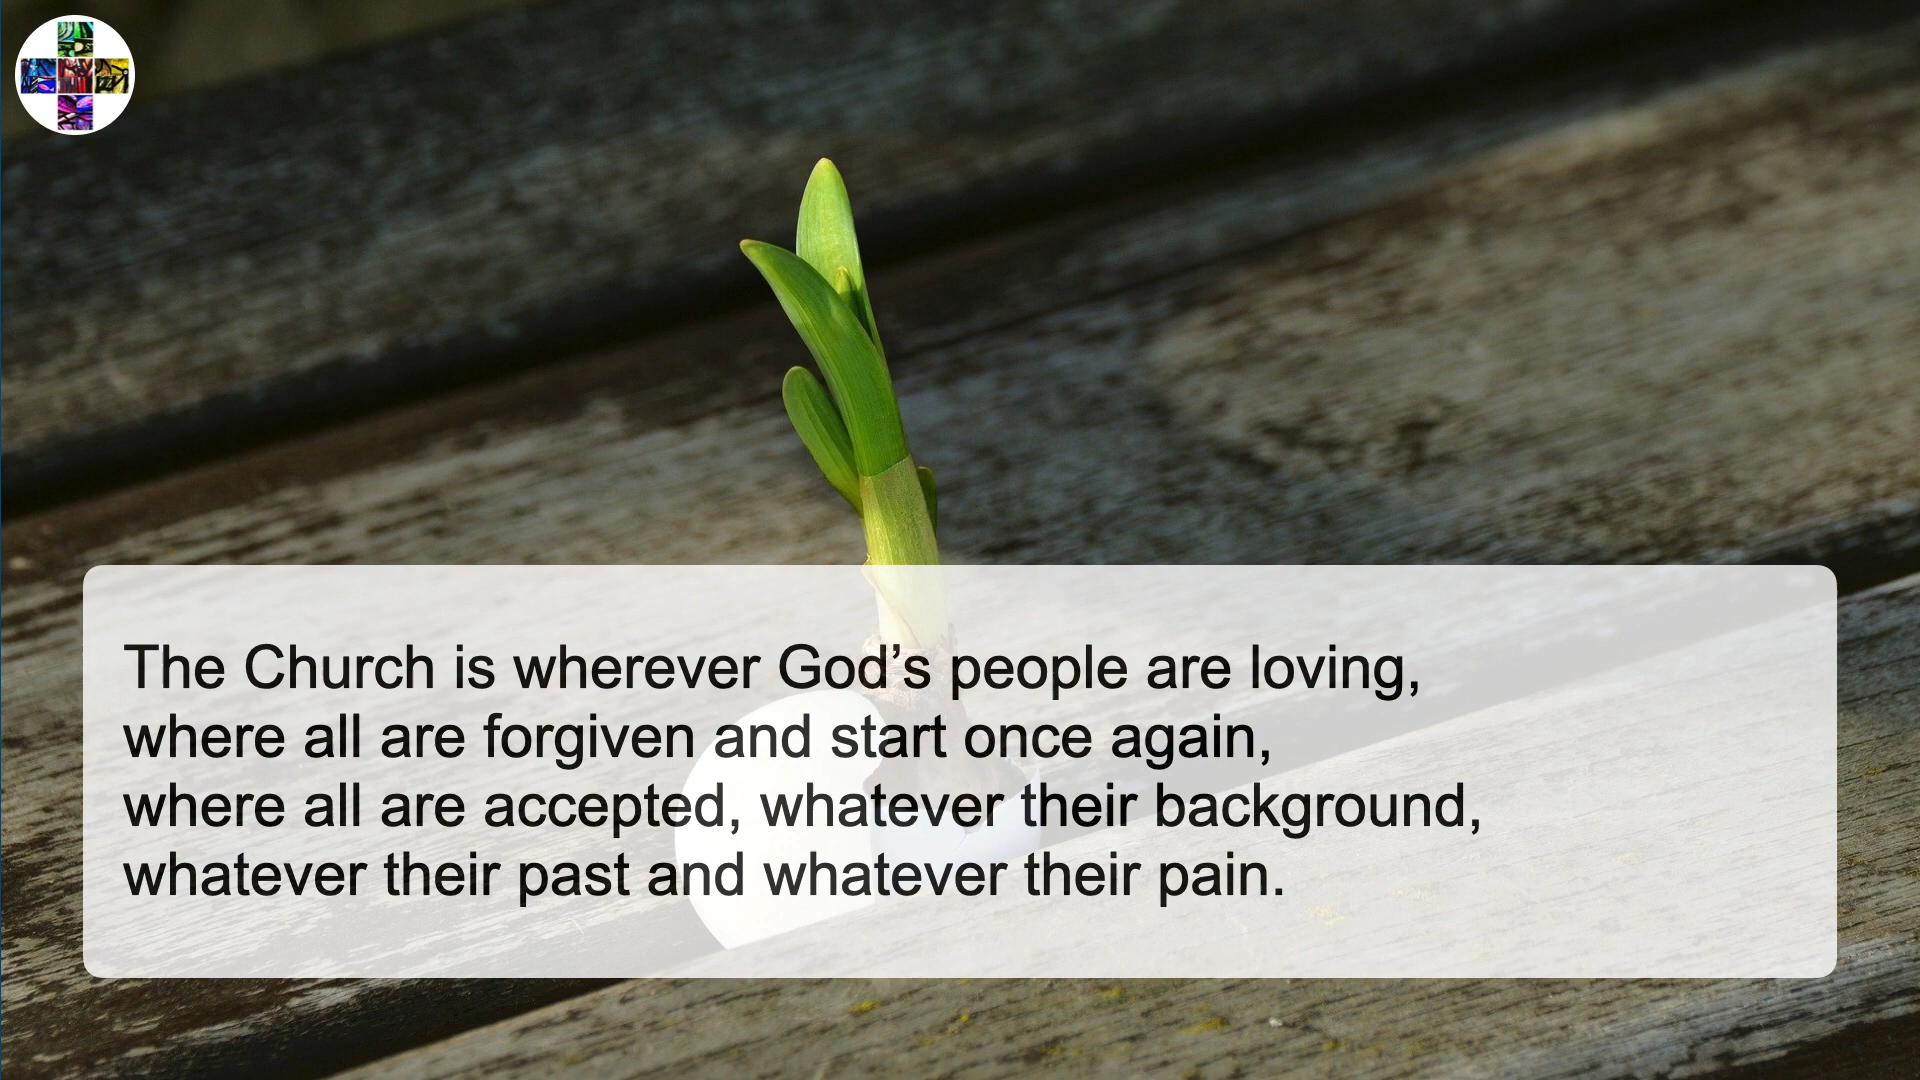 The Church is wherever God’s people are loving,
where all are forgiven and start once again,
where all are accepted, whatever their background,
whatever their past and whatever their pain.